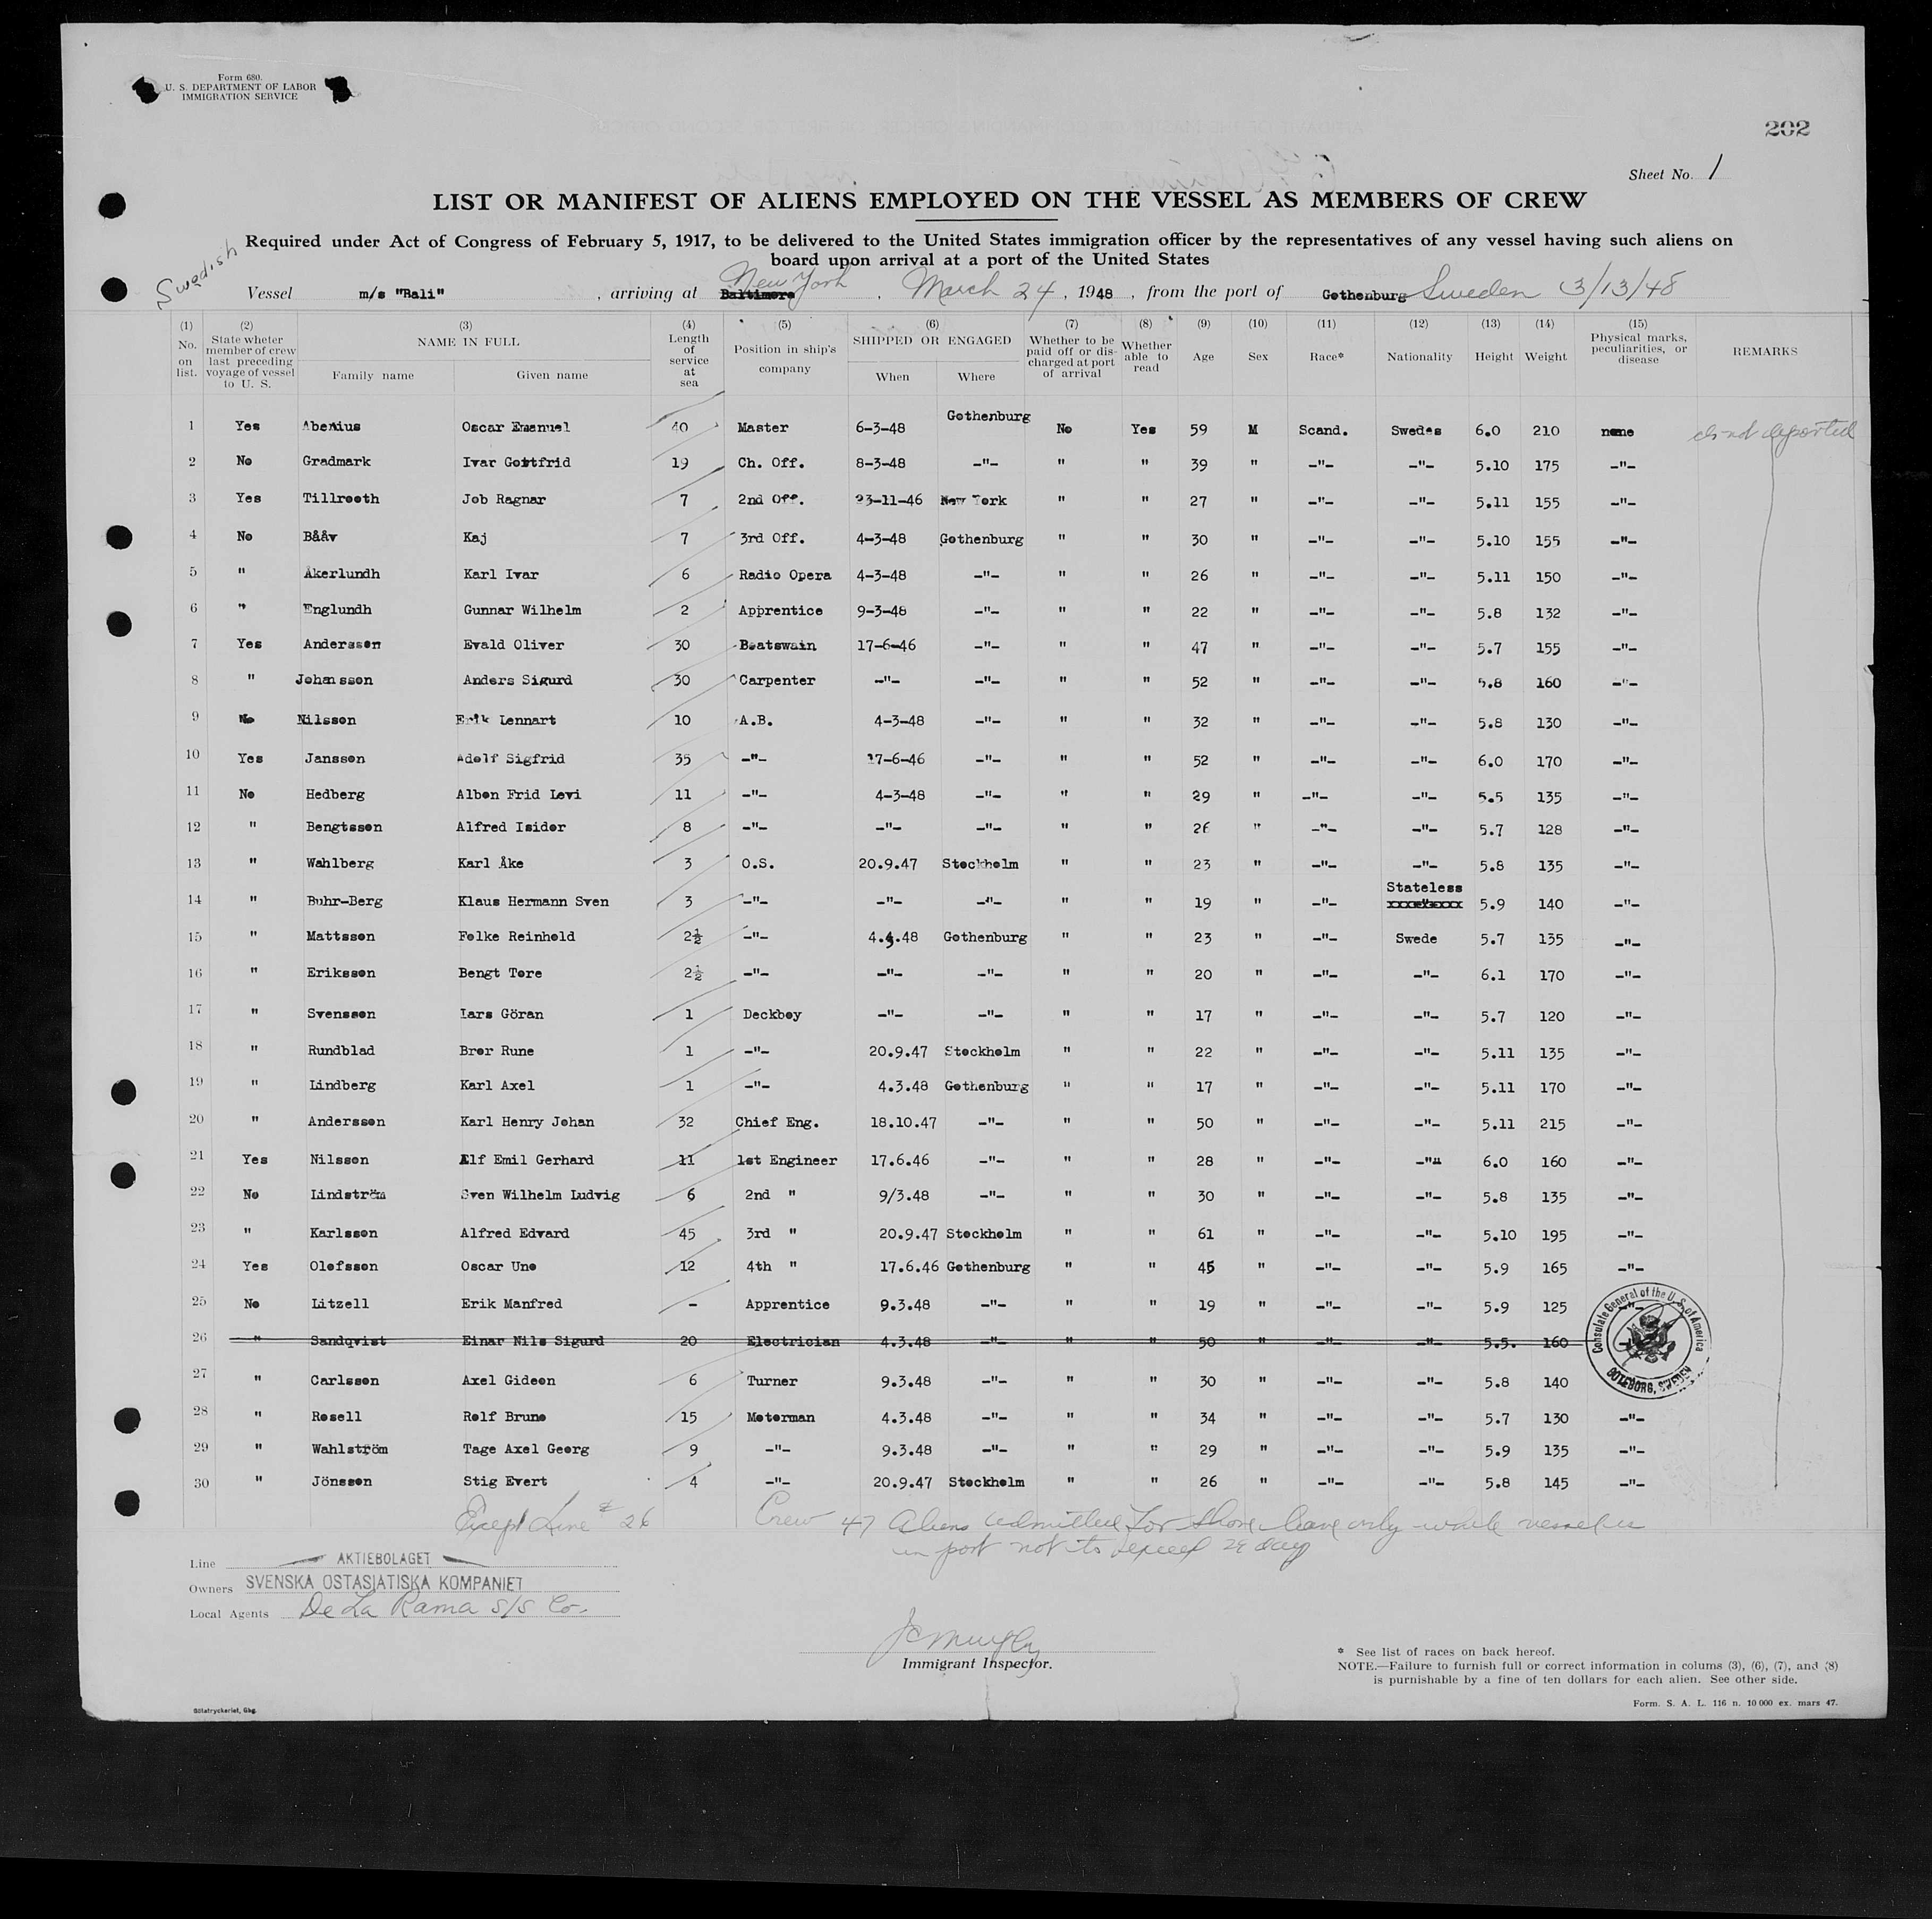 Form 680.
U. S. DEPARTMENT OF LABOR
IMMIGRATION SERVICE
202
Sheet No. 1
LIST OR MANIFEST OF ALIENS EMPLOYED ON THE VESSEL AS MEMBERS OF CREW
Required under Act of Congress of February 5, 1917, to be delivered to the United States immigration officer by the representatives of any vessel having such aliens on
board upon arrival at a port of the United States
Swedish
New York
Vessel m/s "Bali" , arriving at Baltimore , March 24 , 1948 , from the port of Gothenburg Sweden 3/13/48
(1) (2) (3) (4) (5) (6) (7) (8) (9) (10) (11) (12) (13) (14) (15)
No. on list. State wheter member of crew last preceding voyage of vessel to U. S. NAME IN FULL Family name Given name Length of service at sea Position in ship's company SHIPPED OR ENGAGED When Where Whether to be paid off or discharged at port of arrival Whether able to read Age Sex Race* Nationality Height Weight Physical marks, peculiarities, or disease REMARKS
1 Yes Abenius Oscar Emanuel 40 Master 6-3-48 Gothenburg No Yes 59 M Scand. Swedes 6.0 210 none
2 No Gradmark Ivar Gottfrid 19 Ch. Off. 8-3-48 -"- " " 39 " -"- -"- 5.10 175 -"-
3 Yes Tillrooth Job Ragnar 7 2nd Off. 23-11-46 New York " " 27 " -"- -"- 5.11 155 -"-
4 No Bååv Kaj 7 3rd Off. 4-3-48 Gothenburg " " 30 " -"- -"- 5.10 155 -"-
5 " Åkerlundh Karl Ivar 6 Radio Opera 4-3-48 -"- " " 26 " -"- -"- 5.11 150 -"-
6 " Englundh Gunnar Wilhelm 2 Apprentice 9-3-48 -"- " " 22 " -"- -"- 5.8 132 -"-
7 Yes Andersson Evald Oliver 30 Boatswain 17-6-46 -"- " " 47 " -"- -"- 5.7 155 -"-
8 " Johansson Anders Sigurd 30 Carpenter -"- -"- " " 52 " -"- -"- 5.8 160 -"-
9 No Nilsson Erik Lennart 10 A.B. 4-3-48 -"- " " 32 " -"- -"- 5.8 130 -"-
10 Yes Jansson Adolf Sigfrid 35 -"- 17-6-46 -"- " " 52 " -"- -"- 6.0 170 -"-
11 No Hedberg Albon Frid Levi 11 -"- 4-3-48 -"- " " 29 " -"- -"- 5.5 135 -"-
12 " Bengtsson Alfred Isidor 8 -"- -"- -"- " " 26 " -"- -"- 5.7 128 -"-
13 " Wahlberg Karl Åke 3 O.S. 20.9.47 Stockholm " " 23 " -"- -"- 5.8 135 -"-
14 " Buhr-Berg Klaus Hermann Sven 3 -"- -"- -"- " " 19 " -"- Stateless 5.9 140 -"-
15 " Mattsson Folke Reinhold 2½ -"- 4.3.48 Gothenburg " " 23 " -"- Swede 5.7 135 -"-
16 " Eriksson Bengt Tore 2½ -"- -"- -"- " " 20 " -"- -"- 6.1 170 -"-
17 " Svensson Lars Göran 1 Deckboy -"- -"- " " 17 " -"- -"- 5.7 120 -"-
18 " Rundblad Bror Rune 1 -"- 20.9.47 Stockholm " " 22 " -"- -"- 5.11 135 -"-
19 " Lindberg Karl Axel 1 -"- 4.3.48 Gothenburg " " 17 " -"- -"- 5.11 170 -"-
20 " Andersson Karl Henry Johan 32 Chief Eng. 18.10.47 -"- " " 50 " -"- -"- 5.11 215 -"-
21 Yes Nilsson Alf Emil Gerhard 11 1st Engineer 17.6.46 -"- " " 28 " -"- -"- 6.0 160 -"-
22 No Lindström Sven Wilhelm Ludvig 6 2nd " 9/3.48 -"- " " 30 " -"- -"- 5.8 135 -"-
23 " Karlsson Alfred Edvard 45 3rd " 20.9.47 Stockholm " " 61 " -"- -"- 5.10 195 -"-
24 Yes Olofsson Oscar Uno 12 4th " 17.6.46 Gothenburg " " 45 " -"- -"- 5.9 165 -"-
25 No Litzell Erik Manfred - Apprentice 9.3.48 -"- " " 19 " -"- -"- 5.9 125 -"-
26 " Sandqvist Einar Nils Sigurd 20 Electrician 4.3.48 -"- " " 50 " -"- -"- 5.5. 160
27 " Carlsson Axel Gideon 6 Turner 9.3.48 -"- " " 30 " -"- -"- 5.8 140
28 " Rosell Rolf Bruno 15 Motorman 4.3.48 -"- " " 34 " -"- -"- 5.7 130 -"-
29 " Wahlström Tage Axel Georg 9 -"- 9.3.48 -"- " " 29 " -"- -"- 5.9 135 -"-
30 " Jönsson Stig Evert 4 -"- 20.9.47 Stockholm " " 26 " -"- -"- 5.8 145 -"-
Consulate General of the U. S. of America
GÖTEBORG, SWEDEN
Except Line # 26 Crew 47 Aliens admitted for shore leave only while vessel is
in port not to exceed 29 days
Line AKTIEBOLAGET
Owners SVENSKA OSTASIATISKA KOMPANIET
Local Agents De La Rama S/S Co.
Immigrant Inspector.
* See list of races on back hereof.
NOTE.—Failure to furnish full or correct information in colums (3), (6), (7), and (8)
is purnishable by a fine of ten dollars for each alien. See other side.
Götatryckeriet, Gbg.
Form. S. A. L. 116 n. 10 000 ex. mars 47.